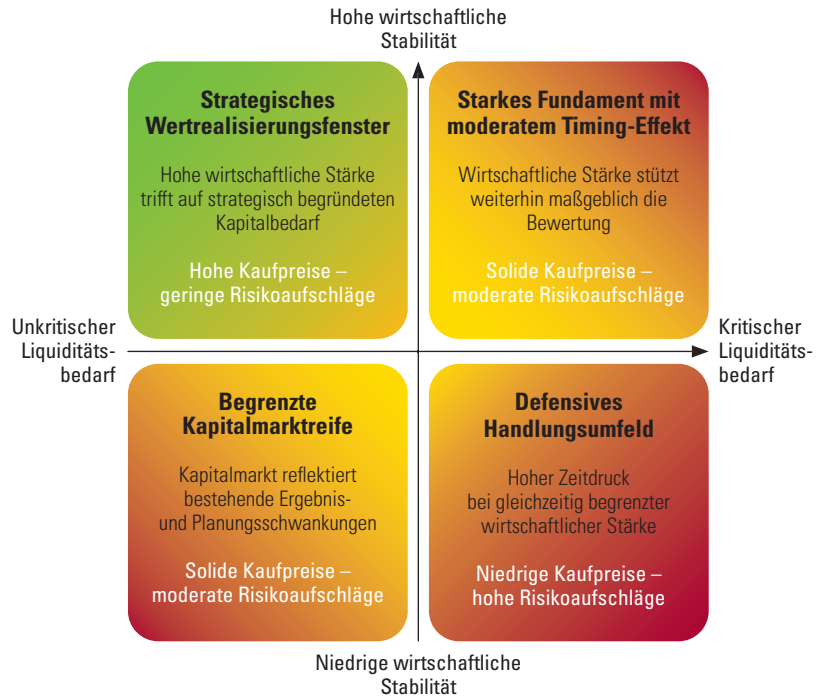 Hohe wirtschaftliche
Stabilität
Strategisches
Wertrealisierungsfenster
Hohe wirtschaftliche Stärke
trifft auf strategisch begründeten
Kapitalbedarf
Hohe Kaufpreise –
geringe Risikoaufschläge
Starkes Fundament mit
moderatem Timing-Effekt
Wirtschaftliche Stärke stützt
weiterhin maßgeblich die
Bewertung
Solide Kaufpreise –
moderate Risikoaufschläge
Unkritischer
Liquiditäts-
bedarf
Kritischer
Liquiditäts-
bedarf
Begrenzte
Kapitalmarktreife
Kapitalmarkt reflektiert
bestehende Ergebnis-
und Planungsschwankungen
Solide Kaufpreise –
moderate Risikoaufschläge
Defensives
Handlungsumfeld
Hoher Zeitdruck
bei gleichzeitig begrenzter
wirtschaftlicher Stärke
Niedrige Kaufpreise –
hohe Risikoaufschläge
Niedrige wirtschaftliche
Stabilität